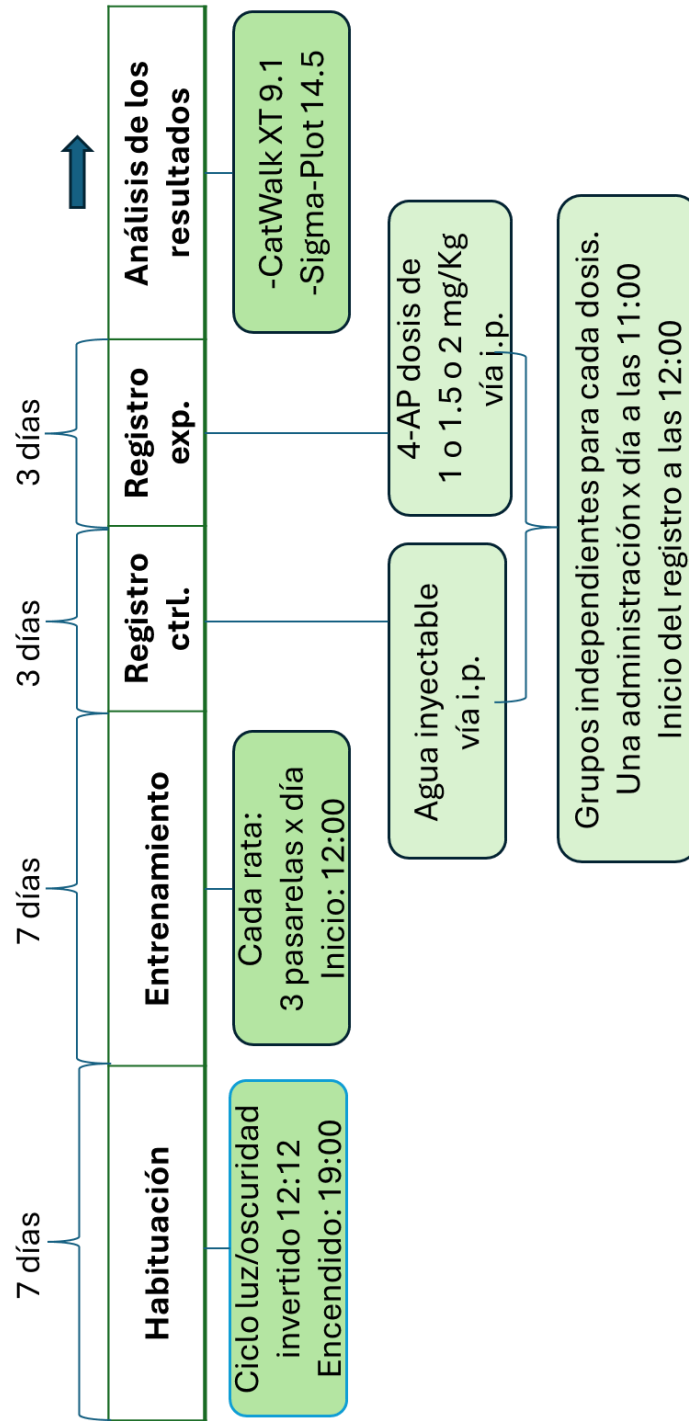 7 días
7 días
3 días
3 días
Habituación
Entrenamiento
Registro
ctrl.
Registro
exp.
Análisis de los
resultados
Ciclo luz/oscuridad
invertido 12:12
Encendido: 19:00
Cada rata:
3 pasarelas x día
Inicio: 12:00
-CatWalk XT 9.1
-Sigma-Plot 14.5
Agua inyectable
vía i.p.
4-AP dosis de
1 o 1.5 o 2 mg/Kg
vía i.p.
Grupos independientes para cada dosis.
Una administración x día a las 11:00
Inicio del registro a las 12:00